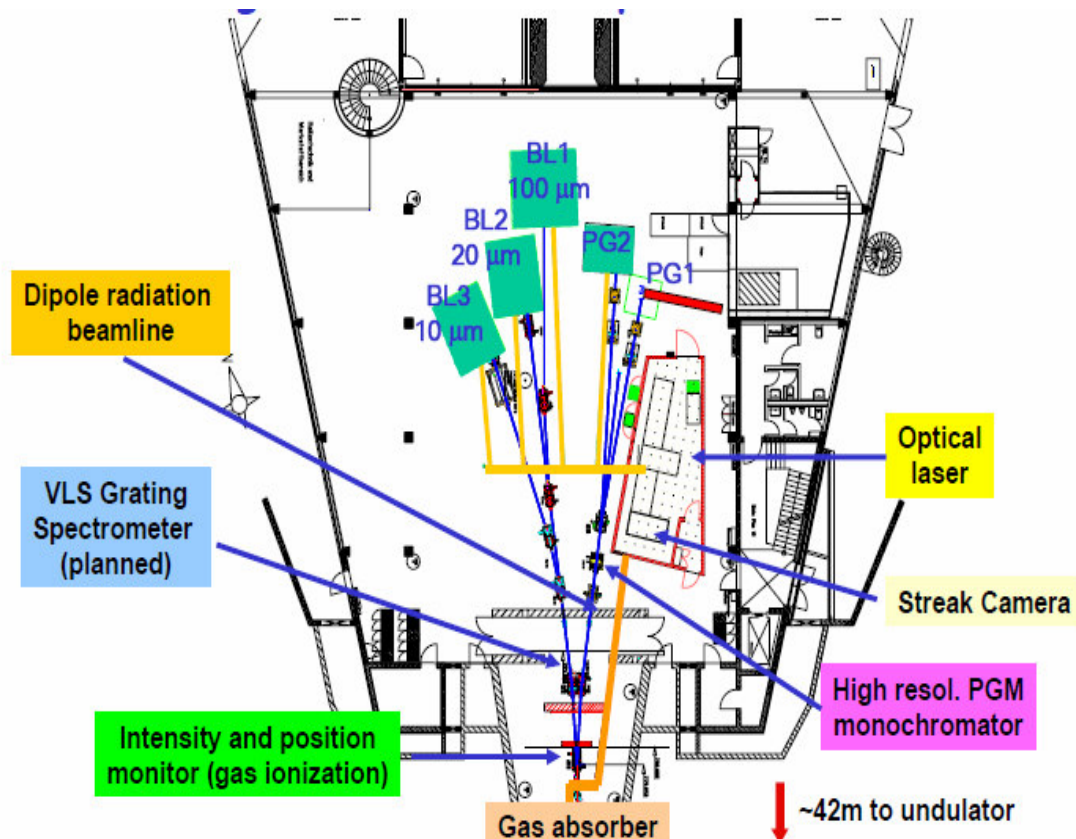 BL1
100 µm
BL2
20 µm
PG2
PG1
BL3
10 µm
Dipole radiation
beamline
Optical
laser
VLS Grating
Spectrometer
(planned)
Streak Camera
High resol. PGM
monochromator
Intensity and position
monitor (gas ionization)
Gas absorber
~42m to undulator